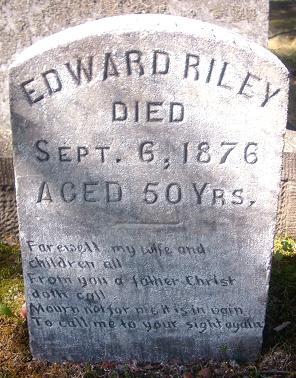 EDWARD RILEY
DIED
SEPT. 6, 1876
AGED 50 YRS.
Farewell my wife and
children all
From you a father Christ
doth call
Mourn not for me it is in vain
To call me to your sight again